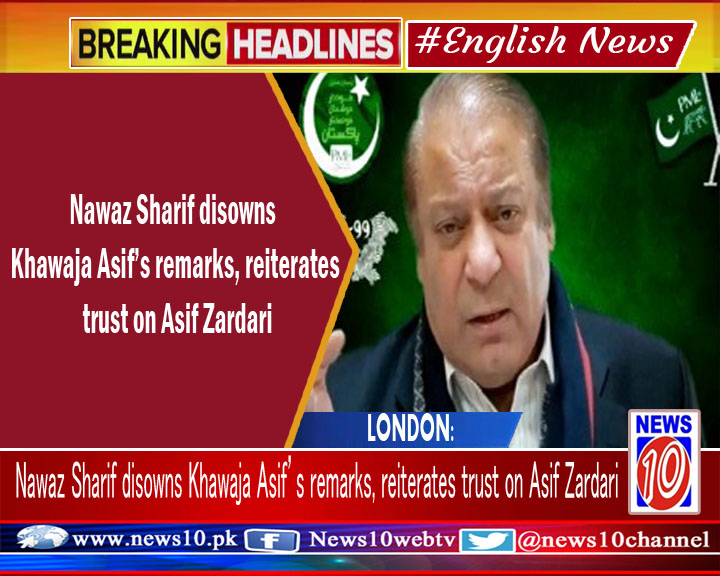 BREAKING HEADLINES #English News
Nawaz Sharif disowns
Khawaja Asif's remarks, reiterates
trust on Asif Zardari
PML
99
LONDON:
NEWS
10
Nawaz Sharif disowns Khawaja Asif's remarks, reiterates trust on Asif Zardari
www.news10.pk f News10webtv @news10channel